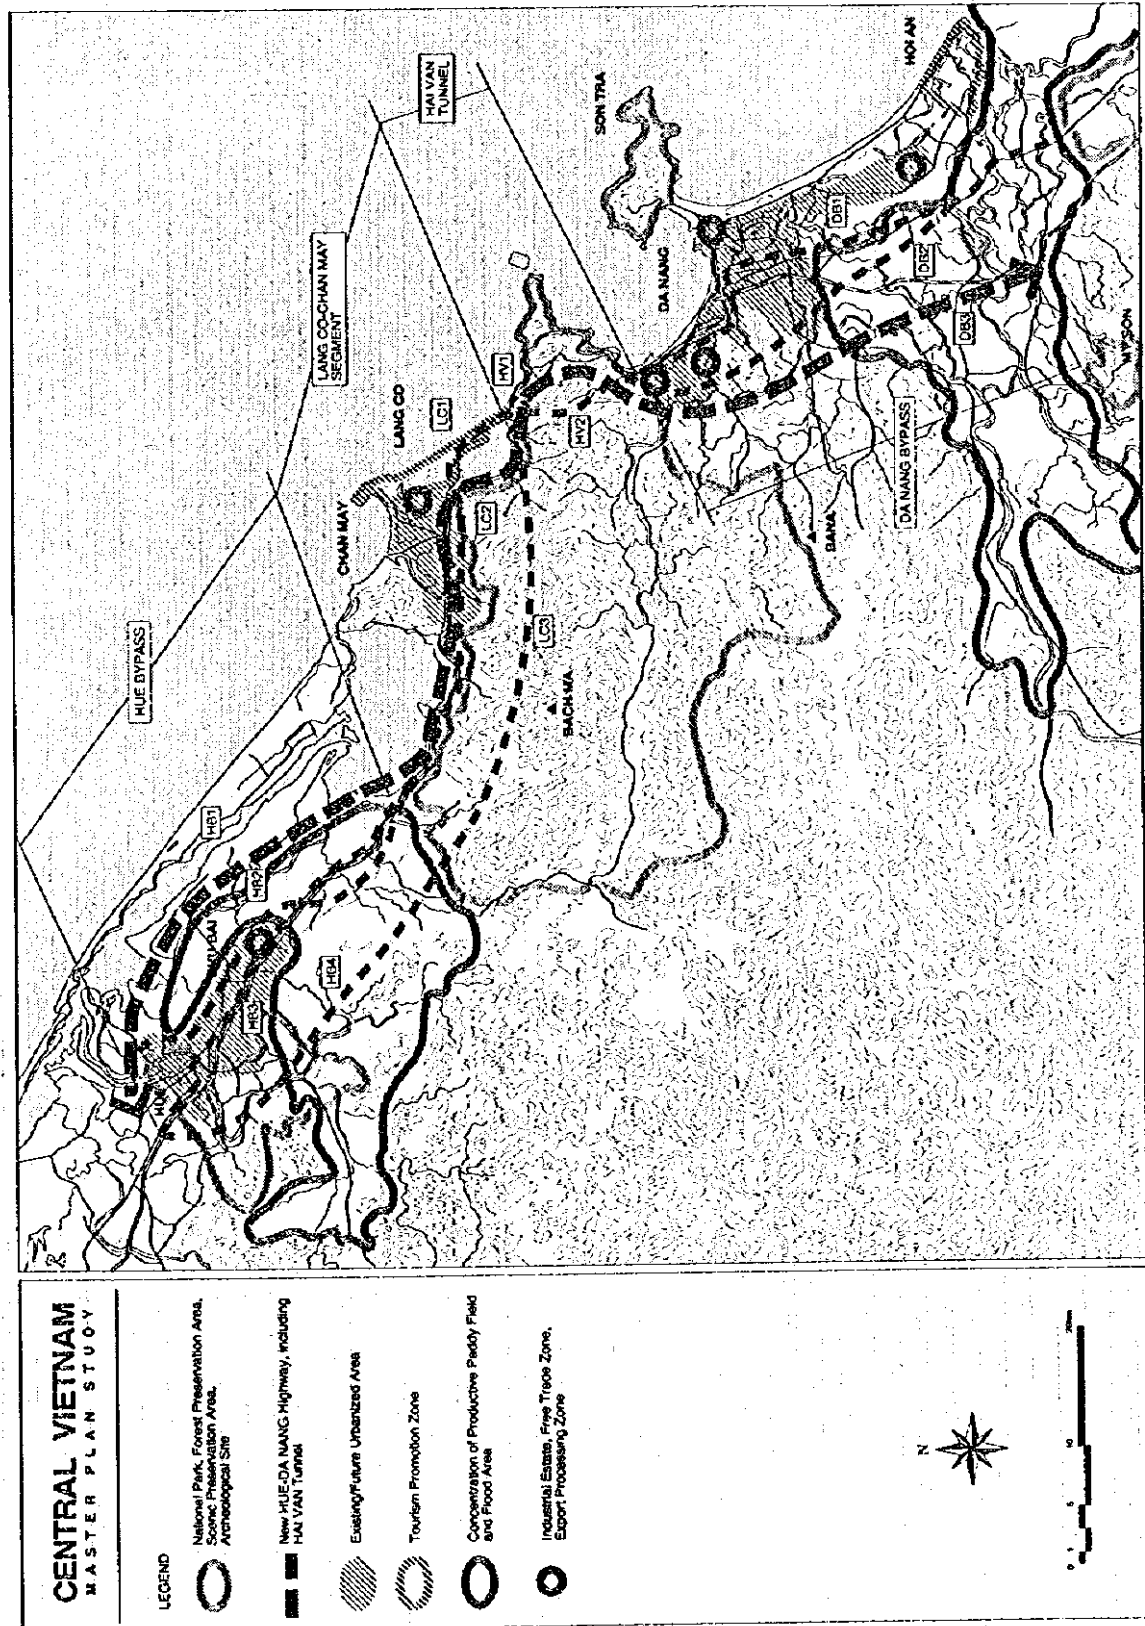 CENTRAL VIETNAM
MASTER PLAN STUDY
LEGEND
National Park, Forest Preservation Area,
Scenic Preservation Area,
Archeological Site
New HUE-DA NANG Highway, including
HAI VAN Tunnel
Existing/Future Urbanized Area
Tourism Promotion Zone
Concentration of Productive Paddy Field
and Flood Area
Industrial Estate, Free Trade Zone,
Export Processing Zone
N
0
5
10
20km
HUE BYPASS
LANG CO-CHAN MAY
SEGMENT
HAI VAN
TUNNEL
HUE
HB1
HB2
HB3
HB4
CHAN MAY
LANG CO
LC1
LC2
LC3
BACH MA
HV1
HV2
SON TRA
DA NANG
DB1
DB2
DB3
DA NANG BYPASS
BANA
HOI AN
MY SON